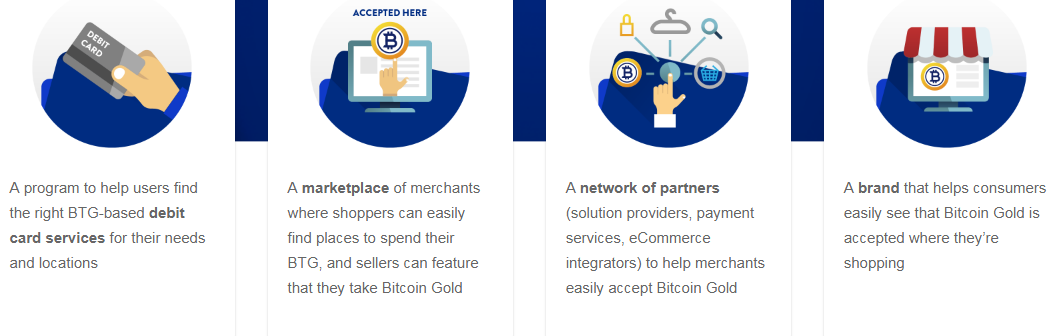 DEBIT
CARD
A program to help users find
the right BTG-based debit
card services for their needs
and locations
ACCEPTED HERE
A marketplace of merchants
where shoppers can easily
find places to spend their
BTG, and sellers can feature
that they take Bitcoin Gold
A network of partners
(solution providers, payment
services, eCommerce
integrators) to help merchants
easily accept Bitcoin Gold
A brand that helps consumers
easily see that Bitcoin Gold is
accepted where they’re
shopping